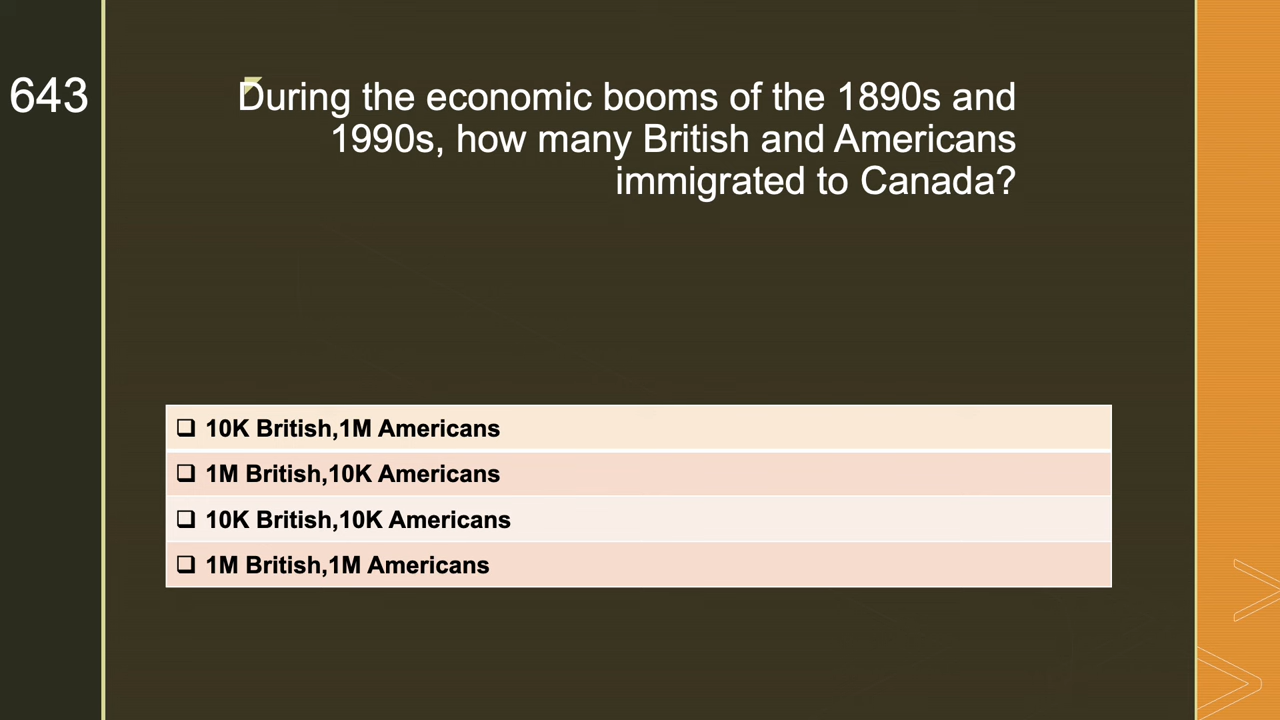 643
During the economic booms of the 1890s and
1990s, how many British and Americans
immigrated to Canada?
❑ 10K British,1M Americans
❑ 1M British,10K Americans
❑ 10K British,10K Americans
❑ 1M British,1M Americans